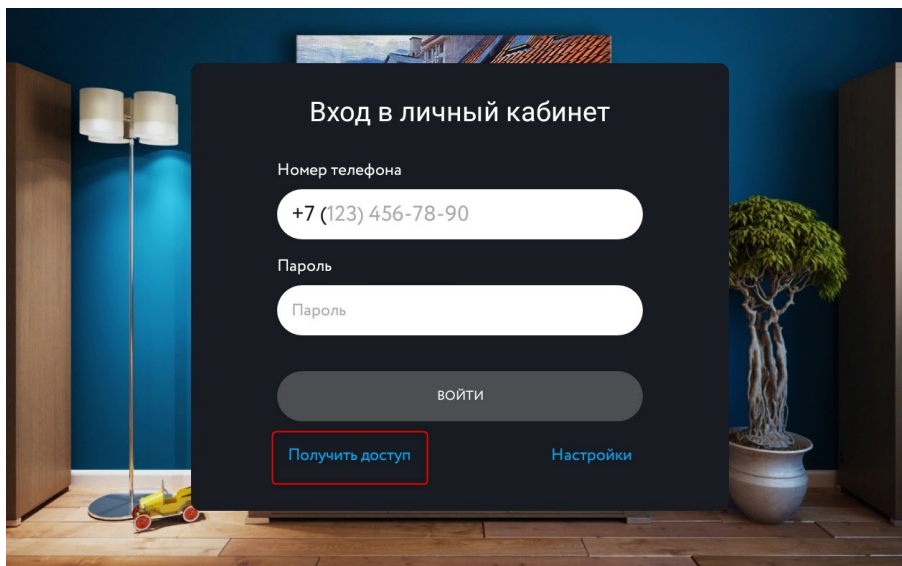 Вход в личный кабинет
Номер телефона
+7 (123) 456-78-90
Пароль
Пароль
ВОЙТИ
Получить доступ
Настройки